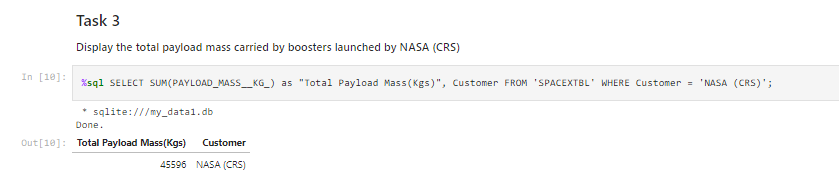 Task 3
Display the total payload mass carried by boosters launched by NASA (CRS)
In [10]: %sql SELECT SUM(PAYLOAD_MASS__KG_) as "Total Payload Mass(Kgs)", Customer FROM 'SPACEXTBL' WHERE Customer = 'NASA (CRS)';
* sqlite:///my_data1.db
Done.
Out[10]: Total Payload Mass(Kgs) Customer
45596 NASA (CRS)